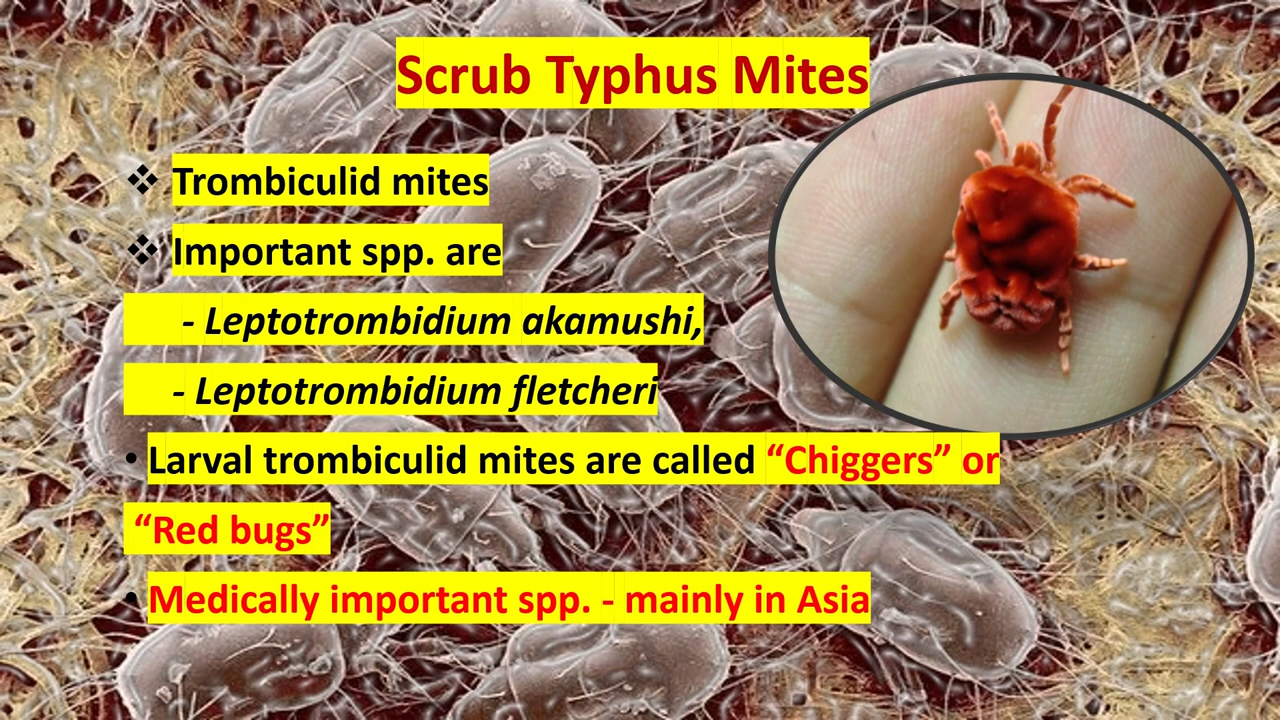 Scrub Typhus Mites
❖ Trombiculid mites
❖ Important spp. are
- Leptotrombidium akamushi,
- Leptotrombidium fletcheri
• Larval trombiculid mites are called “Chiggers” or
“Red bugs”
• Medically important spp. - mainly in Asia